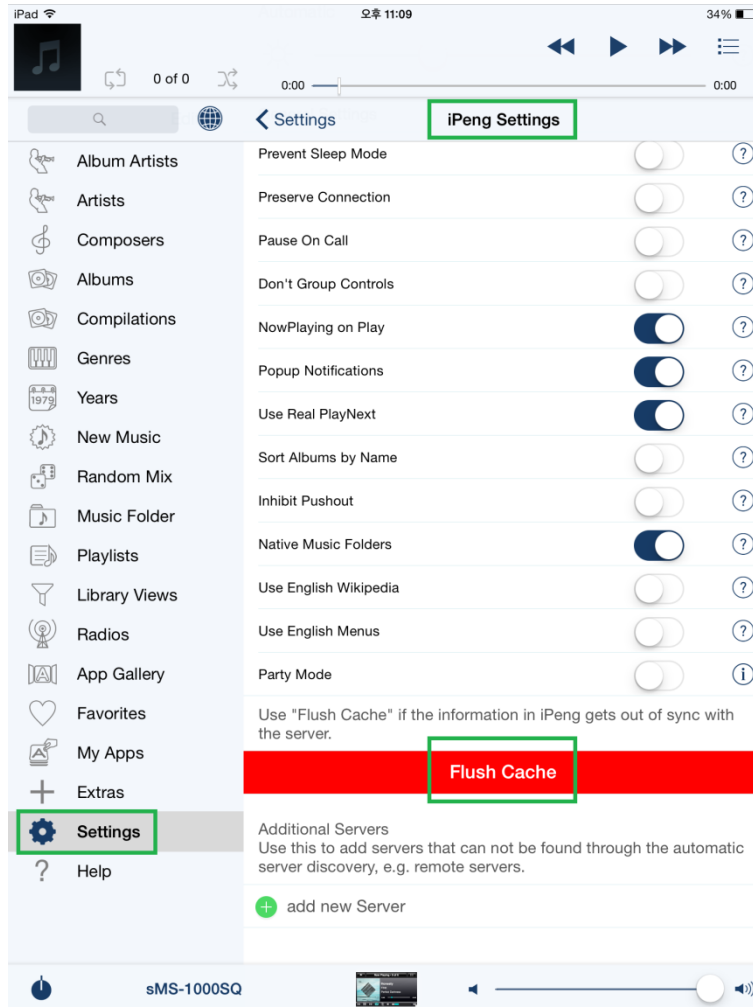 iPad 오후 11:09 34%
0 of 0 0:00 0:00
Settings iPeng Settings
Album Artists
Artists
Composers
Albums
Compilations
Genres
1979 Years
New Music
Random Mix
Music Folder
Playlists
Library Views
Radios
App Gallery
Favorites
My Apps
Extras
Settings
Help
Prevent Sleep Mode ?
Preserve Connection ?
Pause On Call ?
Don't Group Controls ?
NowPlaying on Play ?
Popup Notifications ?
Use Real PlayNext ?
Sort Albums by Name ?
Inhibit Pushout ?
Native Music Folders ?
Use English Wikipedia ?
Use English Menus ?
Party Mode i
Use "Flush Cache" if the information in iPeng gets out of sync with
the server.
Flush Cache
Additional Servers
Use this to add servers that can not be found through the automatic
server discovery, e.g. remote servers.
add new Server
sMS-1000SQ